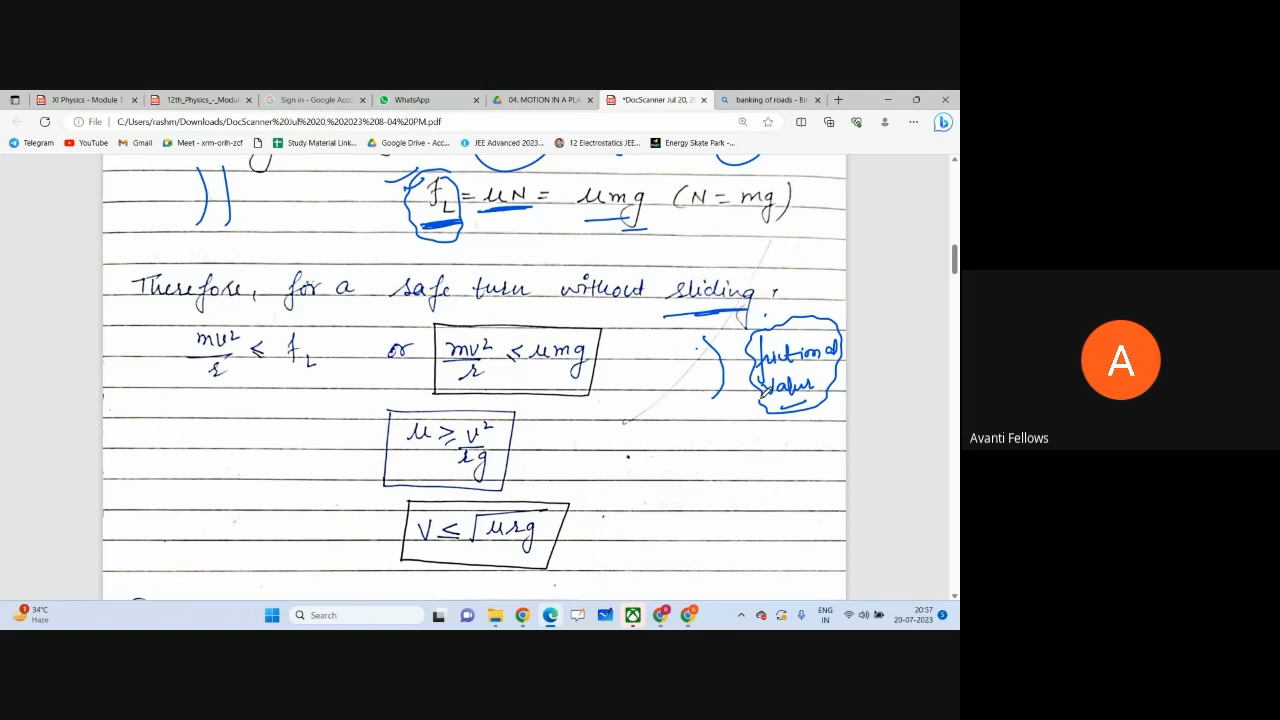 XI Physics - Module 1
12th_Physics_-_Modul
Sign in - Google Acco
WhatsApp
04. MOTION IN A PLA
*DocScanner Jul 20, 2
banking of roads - Bin
File
C:/Users/rashm/Downloads/DocScanner%20Jul%2020,%202023%208-04%20PM.pdf
Telegram
YouTube
Gmail
Meet - xrm-orih-zcf
Study Material Link...
Google Drive - Acc...
JEE Advanced 2023...
12 Electrostatics JEE...
Energy Skate Park -...
f_L = μN = μmg (N = mg)
Therefore, for a safe turn without sliding.
mv²/r ≤ f_L or mv²/r ≤ μmg
frictional
μ ≥ v²/rg
V ≤ √μrg
A
Avanti Fellows
1
34°C
Haze
Search
ENG
IN
20:57
20-07-2023
5